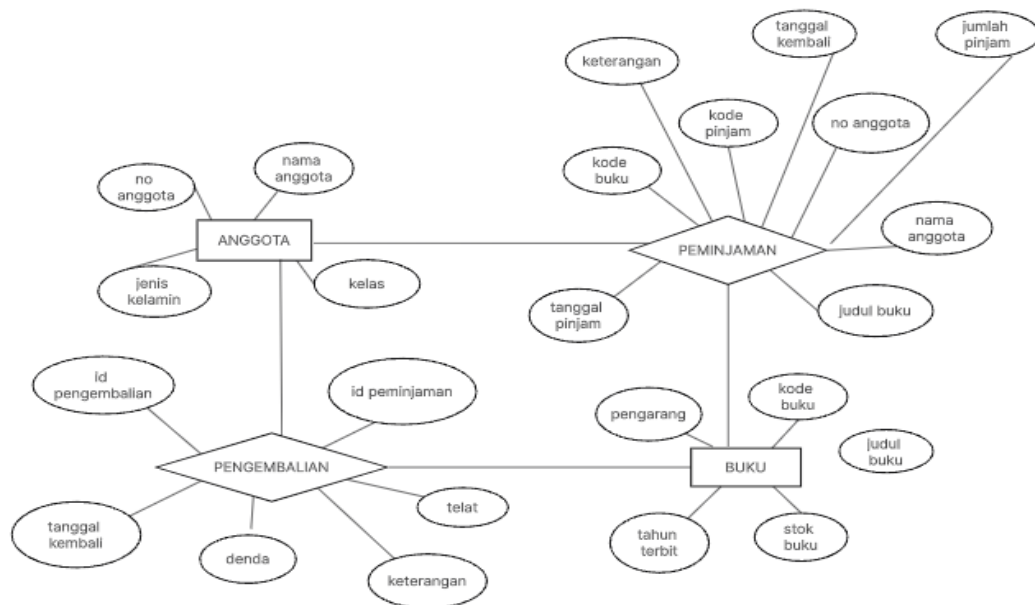 tanggal
kembali
jumlah
pinjam
keterangan
kode
pinjam
no anggota
kode
buku
nama
anggota
no
anggota
nama
anggota
ANGGOTA
PEMINJAMAN
jenis
kelamin
kelas
tanggal
pinjam
judul buku
id
pengembalian
id peminjaman
pengarang
kode
buku
judul
buku
PENGEMBALIAN
BUKU
telat
tanggal
kembali
denda
keterangan
tahun
terbit
stok
buku